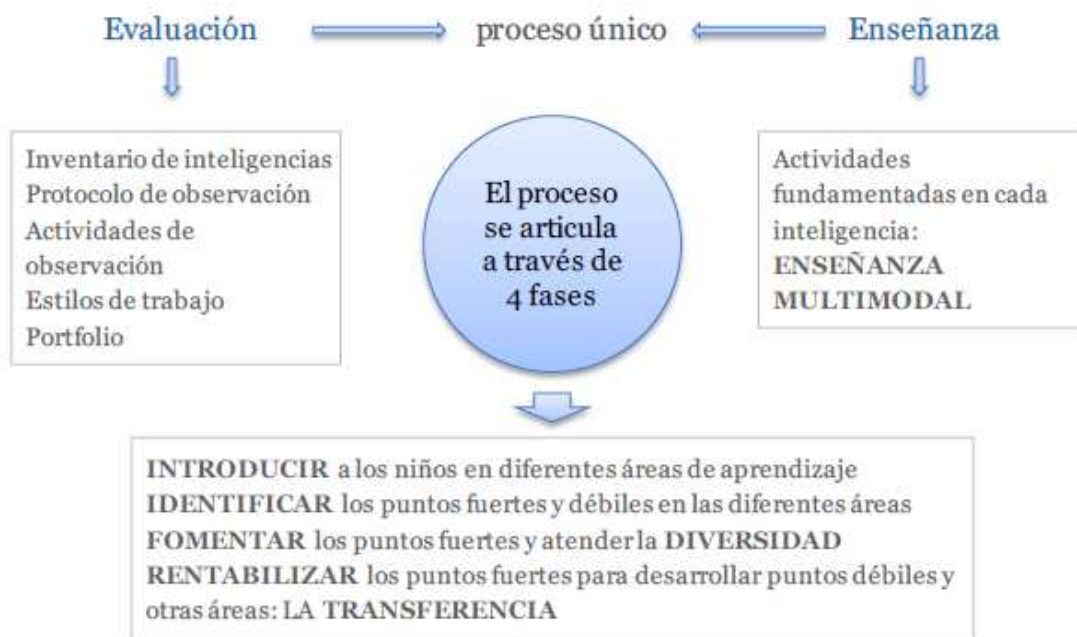 Evaluación
proceso único
Enseñanza
Inventario de inteligencias
Protocolo de observación
Actividades de
observación
Estilos de trabajo
Portfolio
El proceso
se articula
a través de
4 fases
Actividades
fundamentadas en cada
inteligencia:
ENSEÑANZA
MULTIMODAL
INTRODUCIR a los niños en diferentes áreas de aprendizaje
IDENTIFICAR los puntos fuertes y débiles en las diferentes áreas
FOMENTAR los puntos fuertes y atender la DIVERSIDAD
RENTABILIZAR los puntos fuertes para desarrollar puntos débiles y
otras áreas: LA TRANSFERENCIA